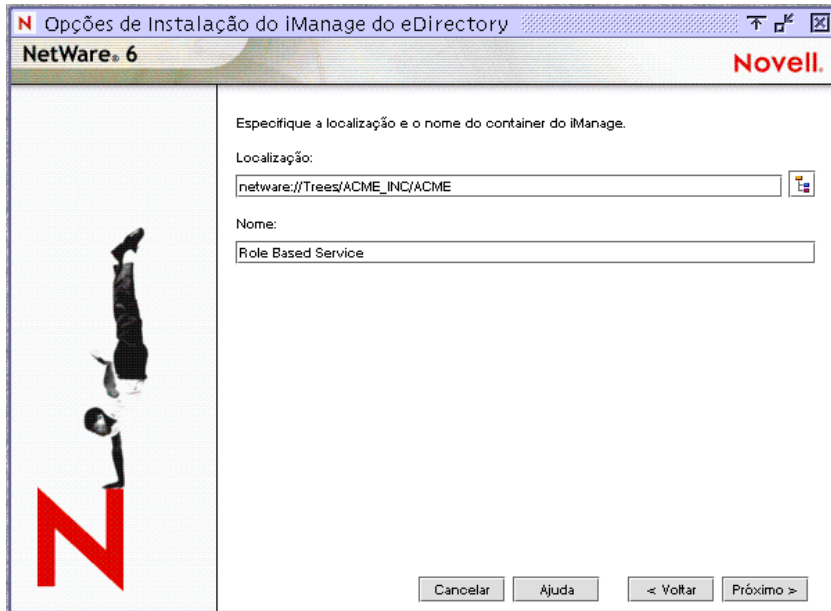 N Opções de Instalação do iManage do eDirectory
NetWare® 6
Novell.
Especifique a localização e o nome do container do iManage.
Localização:
netware://Trees/ACME_INC/ACME
Nome:
Role Based Service
N
Cancelar
Ajuda
< Voltar
Próximo >